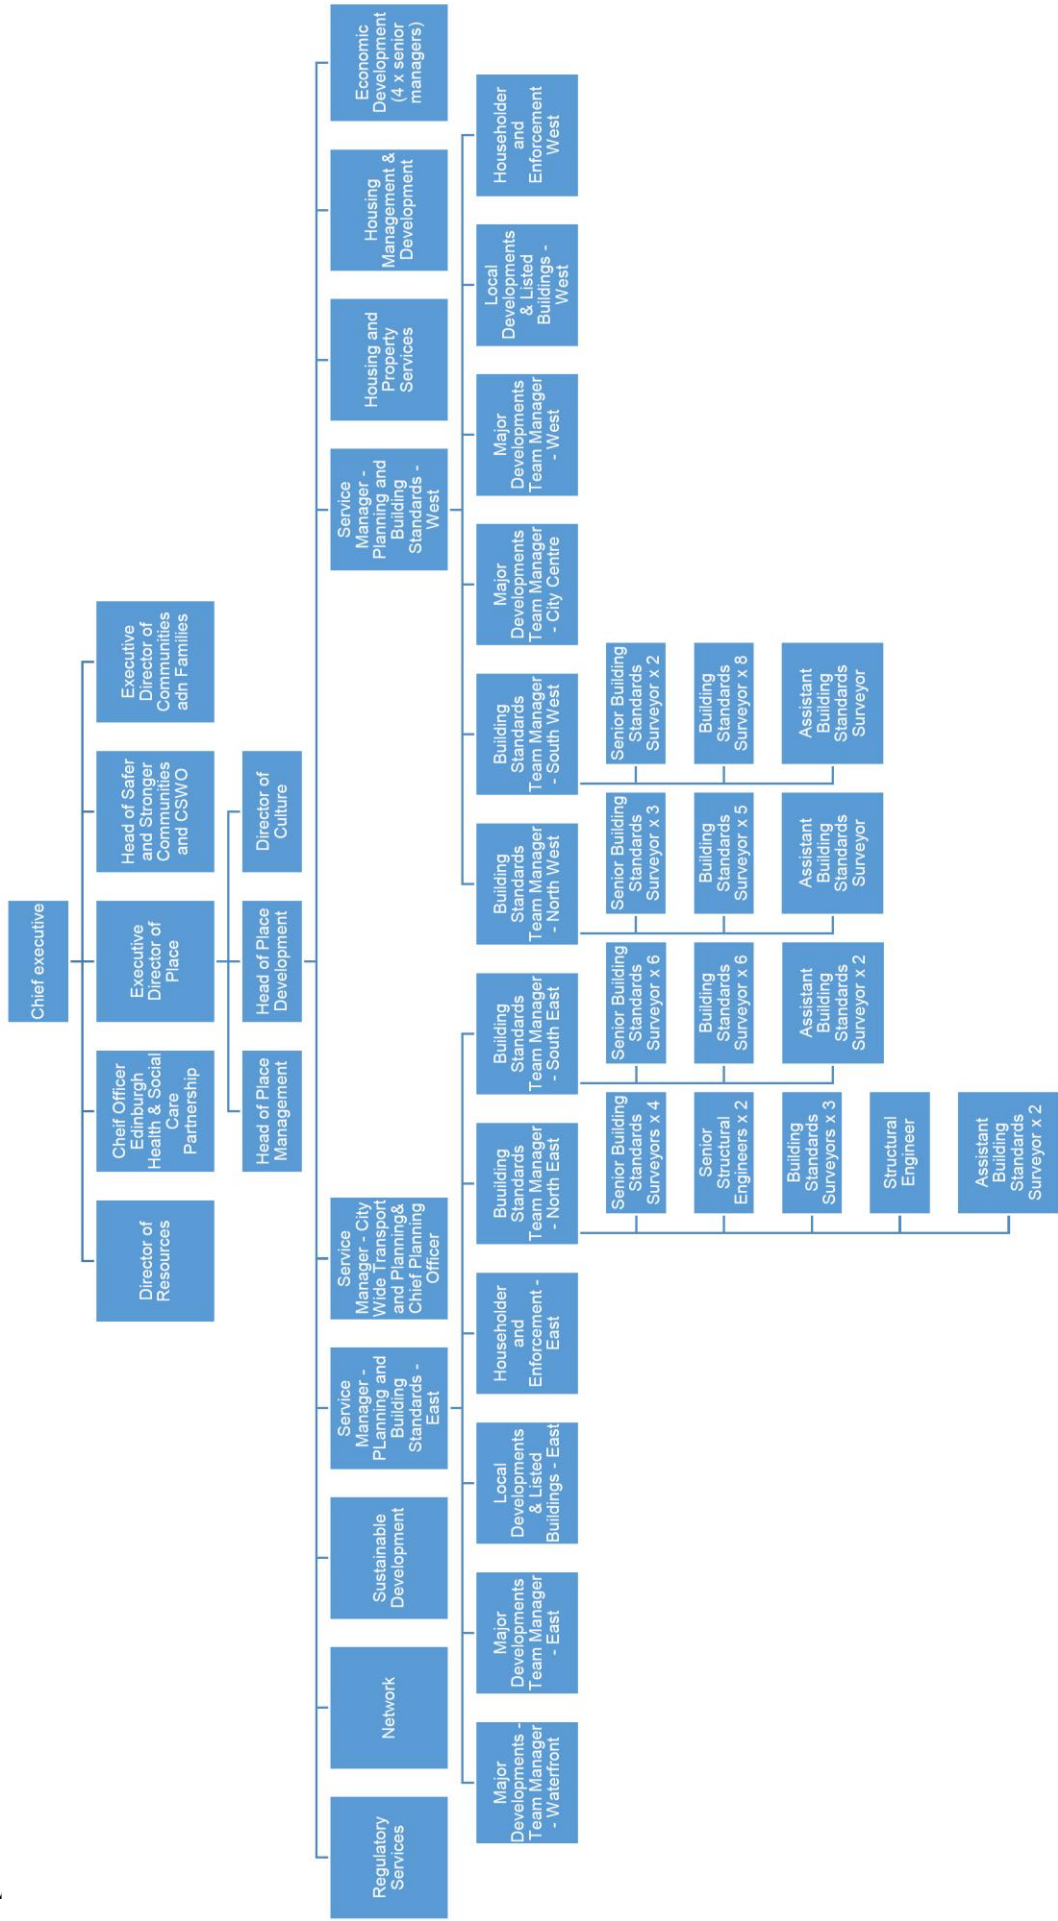 Chief executive
Director of
Resources
Cheif Officer
Edinburgh
Health & Social
Care
Partnership
Executive
Director of
Place
Head of Safer
and Stronger
Communities
and CSWO
Executive
Director of
Communities
adn Families
Head of Place
Management
Head of Place
Development
Director of
Culture
Regulatory
Services
Network
Sustainable
Development
Service
Manager -
PLanning and
Building
Standards -
East
Service
Manager - City
Wide Transport
and Planning&
Chief Planning
Officer
Service
Manager -
Planning and
Building
Standards -
West
Housing and
Property
Services
Housing
Management &
Development
Economic
Development
(4 x senior
managers)
Major
Developments -
Team Manager
- Waterfront
Major
Developments
Team Manager
- East
Local
Developments
& Listed
Buildings - East
Householder
and
Enforcement -
East
Buuilding
Standards
Team Manager
- North East
Building
Standards
Team Manager
- South East
Building
Standards
Team Manager
- North West
Building
Standards
Team Manager
- South West
Major
Developments
Team Manager
- City Centre
Major
Developments
Team Manager
- West
Local
Developments
& Listed
Buildings -
West
Householder
and
Enforcement
West
Senior Building
Standards
Surveyors x 4
Senior
Structural
Engineers x 2
Building
Standards
Surveyors x 3
Structural
Engineer
Assistant
Building
Standards
Surveyor x 2
Senior Building
Standards
Surveyor x 6
Building
Standards
Surveyor x 6
Assistant
Building
Standards
Surveyor x 2
Senior Building
Standards
Surveyor x 3
Building
Standards
Surveyor x 5
Assistant
Building
Standards
Surveyor
Senior Building
Standards
Surveyor x 2
Building
Standards
Surveyor x 8
Assistant
Building
Standards
Surveyor